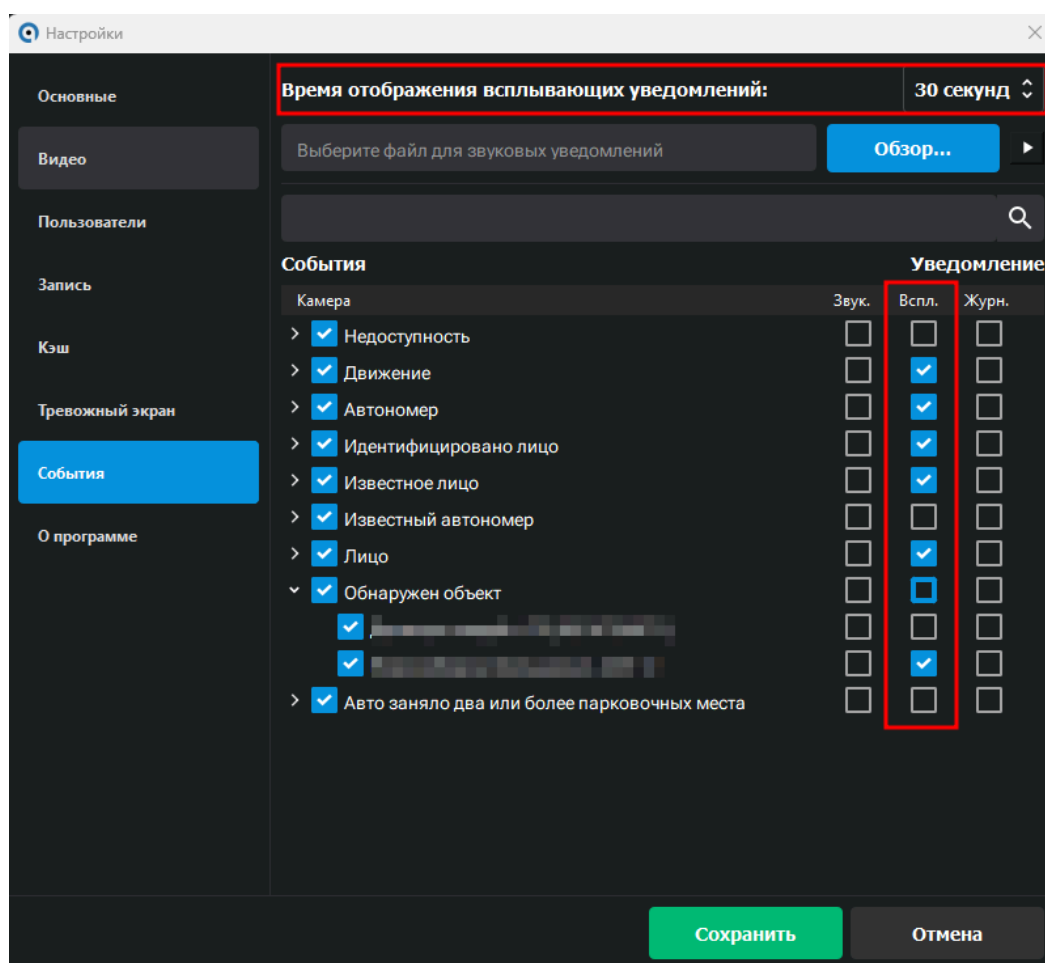 Настройки
Основные
Видео
Пользователи
Запись
Кэш
Тревожный экран
События
О программе
Время отображения всплывающих уведомлений:
30 секунд
Выберите файл для звуковых уведомлений
Обзор...
События
Уведомление
Камера
Звук.
Вспл.
Журн.
Недоступность
Движение
Автономер
Идентифицировано лицо
Известное лицо
Известный автономер
Лицо
Обнаружен объект
Авто заняло два или более парковочных места
Сохранить
Отмена